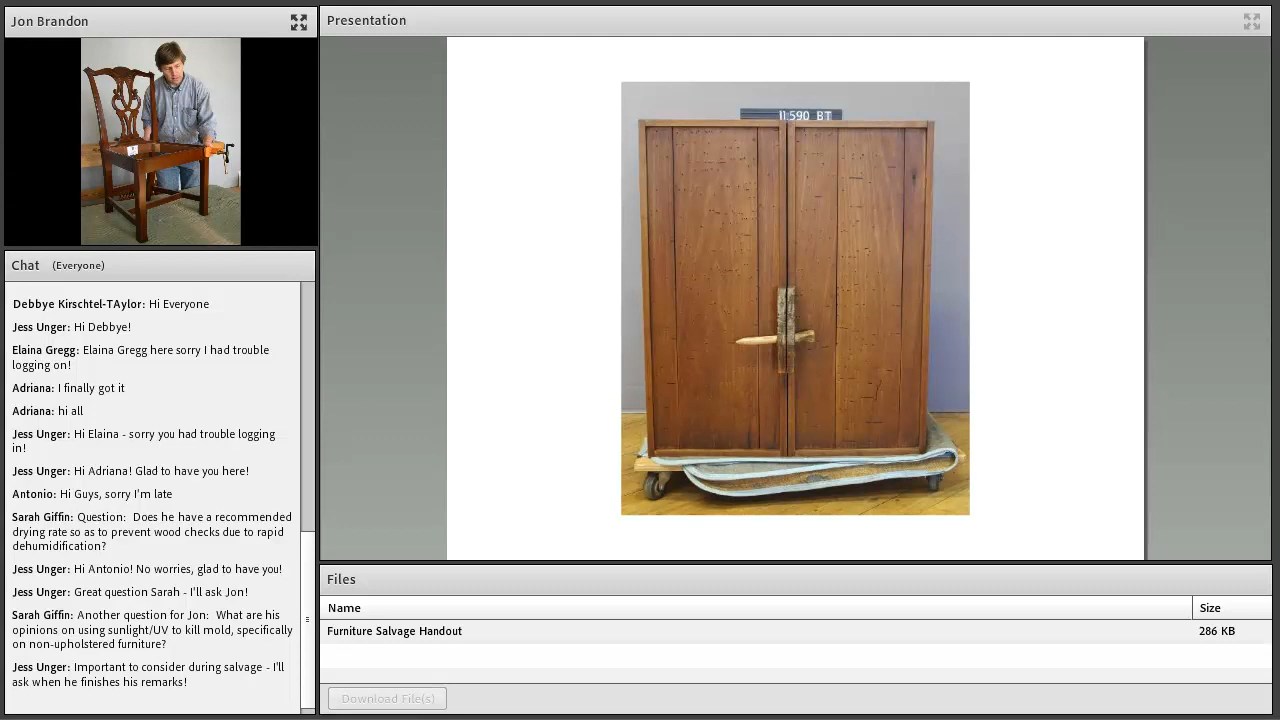 Jon Brandon
Presentation
11590 BT
Chat (Everyone)
Debbye Kirschtel-TAylor: Hi Everyone
Jess Unger: Hi Debbye!
Elaina Gregg: Elaina Gregg here sorry I had trouble
logging on!
Adriana: I finally got it
Adriana: hi all
Jess Unger: Hi Elaina - sorry you had trouble logging
in!
Jess Unger: Hi Adriana! Glad to have you here!
Antonio: Hi Guys, sorry I'm late
Sarah Giffin: Question: Does he have a recommended
drying rate so as to prevent wood checks due to rapid
dehumidification?
Jess Unger: Hi Antonio! No worries, glad to have you!
Jess Unger: Great question Sarah - I'll ask Jon!
Sarah Giffin: Another question for Jon: What are his
opinions on using sunlight/UV to kill mold, specifically
on non-upholstered furniture?
Jess Unger: Important to consider during salvage - I'll
ask when he finishes his remarks!
Files
Name Size
Furniture Salvage Handout 286 KB
Download File(s)